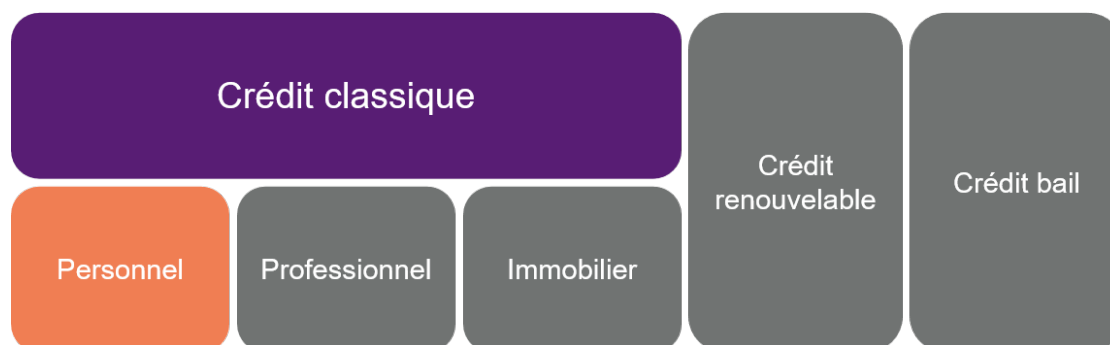 Crédit classique
Personnel
Professionnel
Immobilier
Crédit
renouvelable
Crédit bail